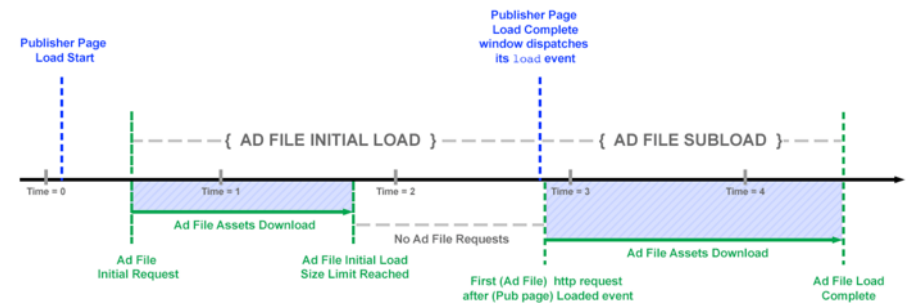 Publisher Page
Load Start
Publisher Page
Load Complete
window dispatches
its load event
{ AD FILE INITIAL LOAD }
{ AD FILE SUBLOAD }
Time = 0
Time = 1
Time = 2
Time = 3
Time = 4
Ad File Assets Download
No Ad File Requests
Ad File Assets Download
Ad File
Initial Request
Ad File Initial Load
Size Limit Reached
First (Ad File) http request
after (Pub page) Loaded event
Ad File Load
Complete